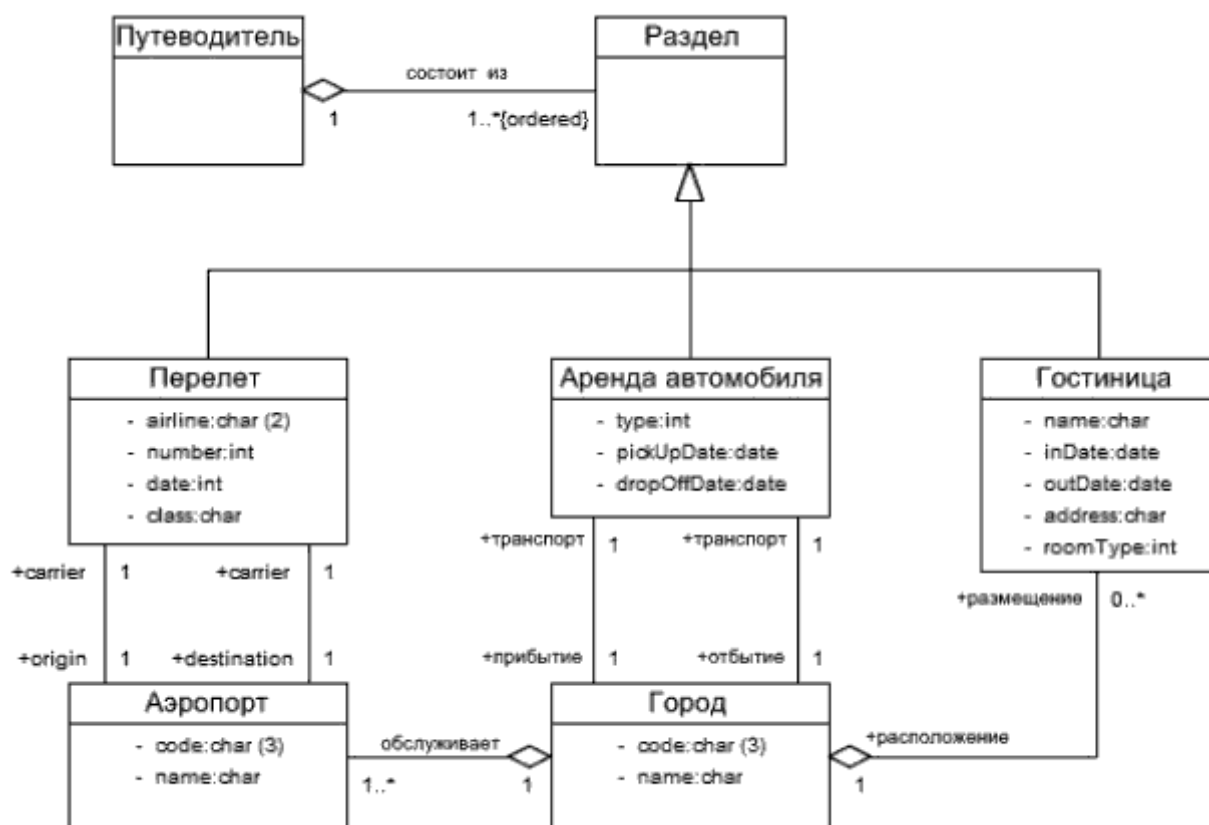 Путеводитель
Раздел
состоит из
1
1..*{ordered}
Перелет
- airline:char (2)
- number:int
- date:int
- class:char
Аренда автомобиля
- type:int
- pickUpDate:date
- dropOffDate:date
Гостиница
- name:char
- inDate:date
- outDate:date
- address:char
- roomType:int
+carrier 1 +carrier 1
+транспорт 1 +транспорт 1
+размещение 0..*
+origin 1 +destination 1
+прибытие 1 +отбытие 1
Аэропорт
- code:char (3)
- name:char
обслуживает
1..* 1
Город
- code:char (3)
- name:char
+расположение
1